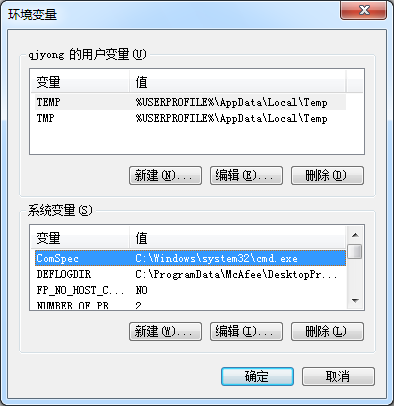 环境变量
qjyong 的用户变量(U)
变量 值
TEMP %USERPROFILE%\AppData\Local\Temp
TMP %USERPROFILE%\AppData\Local\Temp
新建(N)... 编辑(E)... 删除(D)
系统变量(S)
变量 值
ComSpec C:\Windows\system32\cmd.exe
DEFLOGDIR C:\ProgramData\McAfee\DesktopPr...
FP_NO_HOST_C... NO
NUMBER_OF_PR... 2
新建(W)... 编辑(I)... 删除(L)
确定 取消